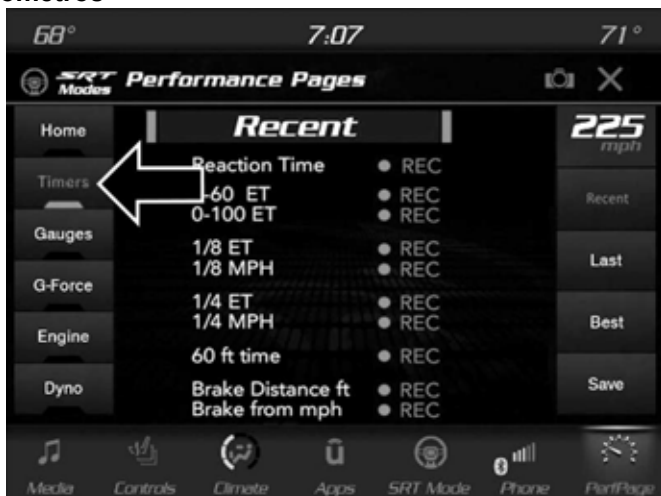 68° 7:07 71°
SRT Modes Performance Pages
Home
Timers
Gauges
G-Force
Engine
Dyno
Recent
Reaction Time REC
-60 ET REC
0-100 ET REC
1/8 ET REC
1/8 MPH REC
1/4 ET REC
1/4 MPH REC
60 ft time REC
Brake Distance ft REC
Brake from mph REC
225
mph
Recent
Last
Best
Save
Media Controls Climate Apps SRT Mode Phone PerfPage